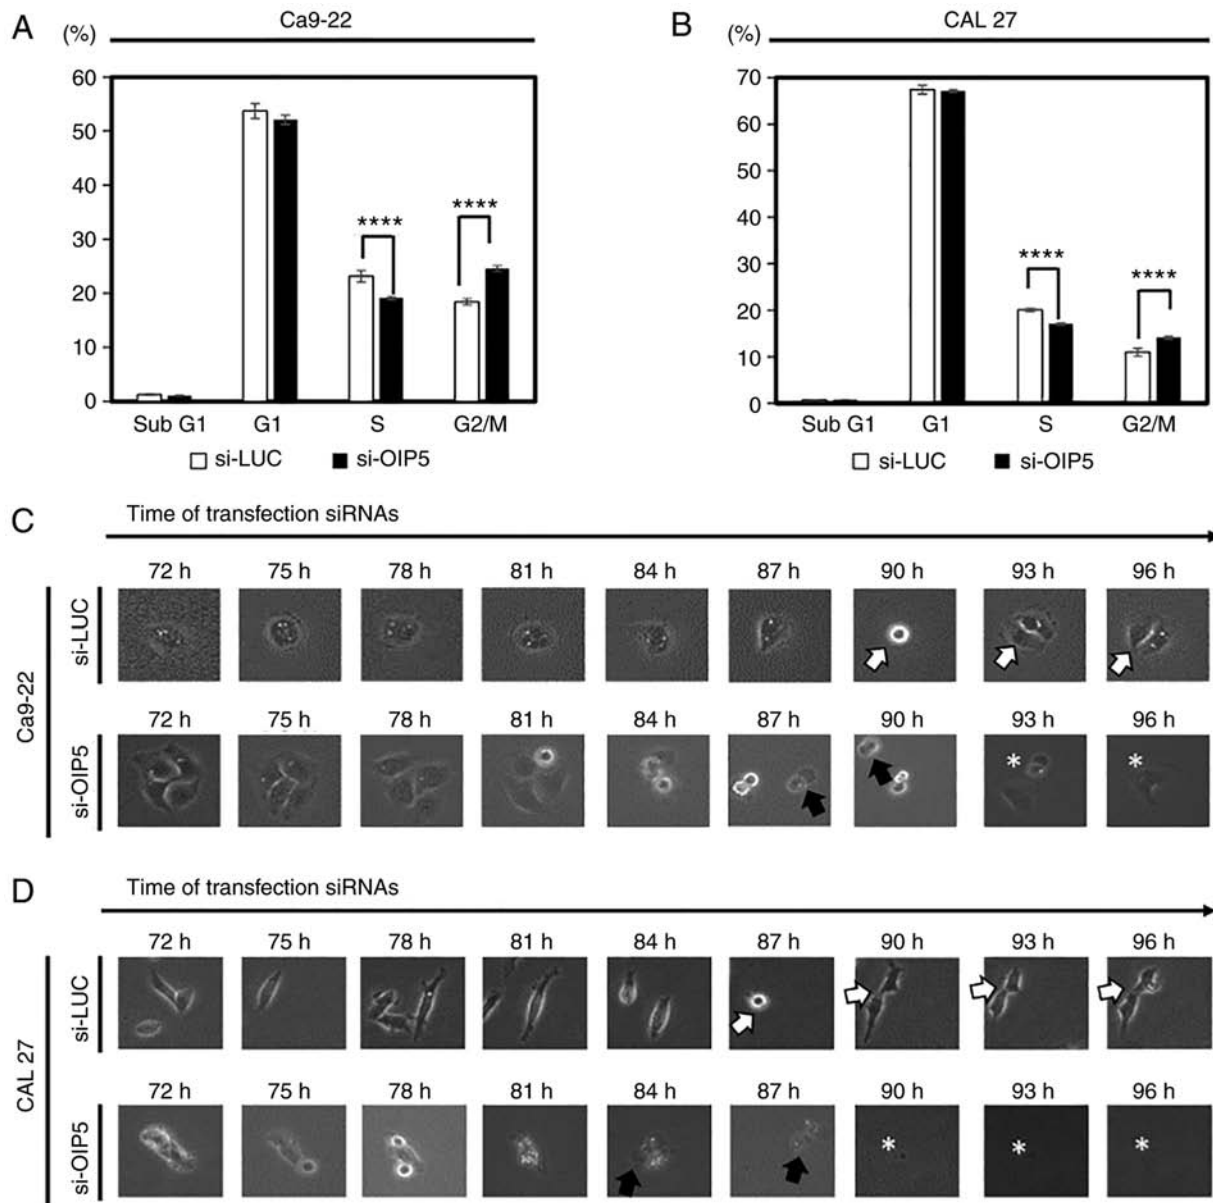 A (%) Ca9-22
60
50
40
30
20
10
0
****
****
Sub G1 G1 S G2/M
si-LUC si-OIP5
B (%) CAL 27
70
60
50
40
30
20
10
0
****
****
Sub G1 G1 S G2/M
si-LUC si-OIP5
C Time of transfection siRNAs
Ca9-22
si-LUC
72 h 75 h 78 h 81 h 84 h 87 h 90 h 93 h 96 h
si-OIP5
72 h 75 h 78 h 81 h 84 h 87 h 90 h 93 h 96 h
* *
D Time of transfection siRNAs
CAL 27
si-LUC
72 h 75 h 78 h 81 h 84 h 87 h 90 h 93 h 96 h
si-OIP5
72 h 75 h 78 h 81 h 84 h 87 h 90 h 93 h 96 h
* * *